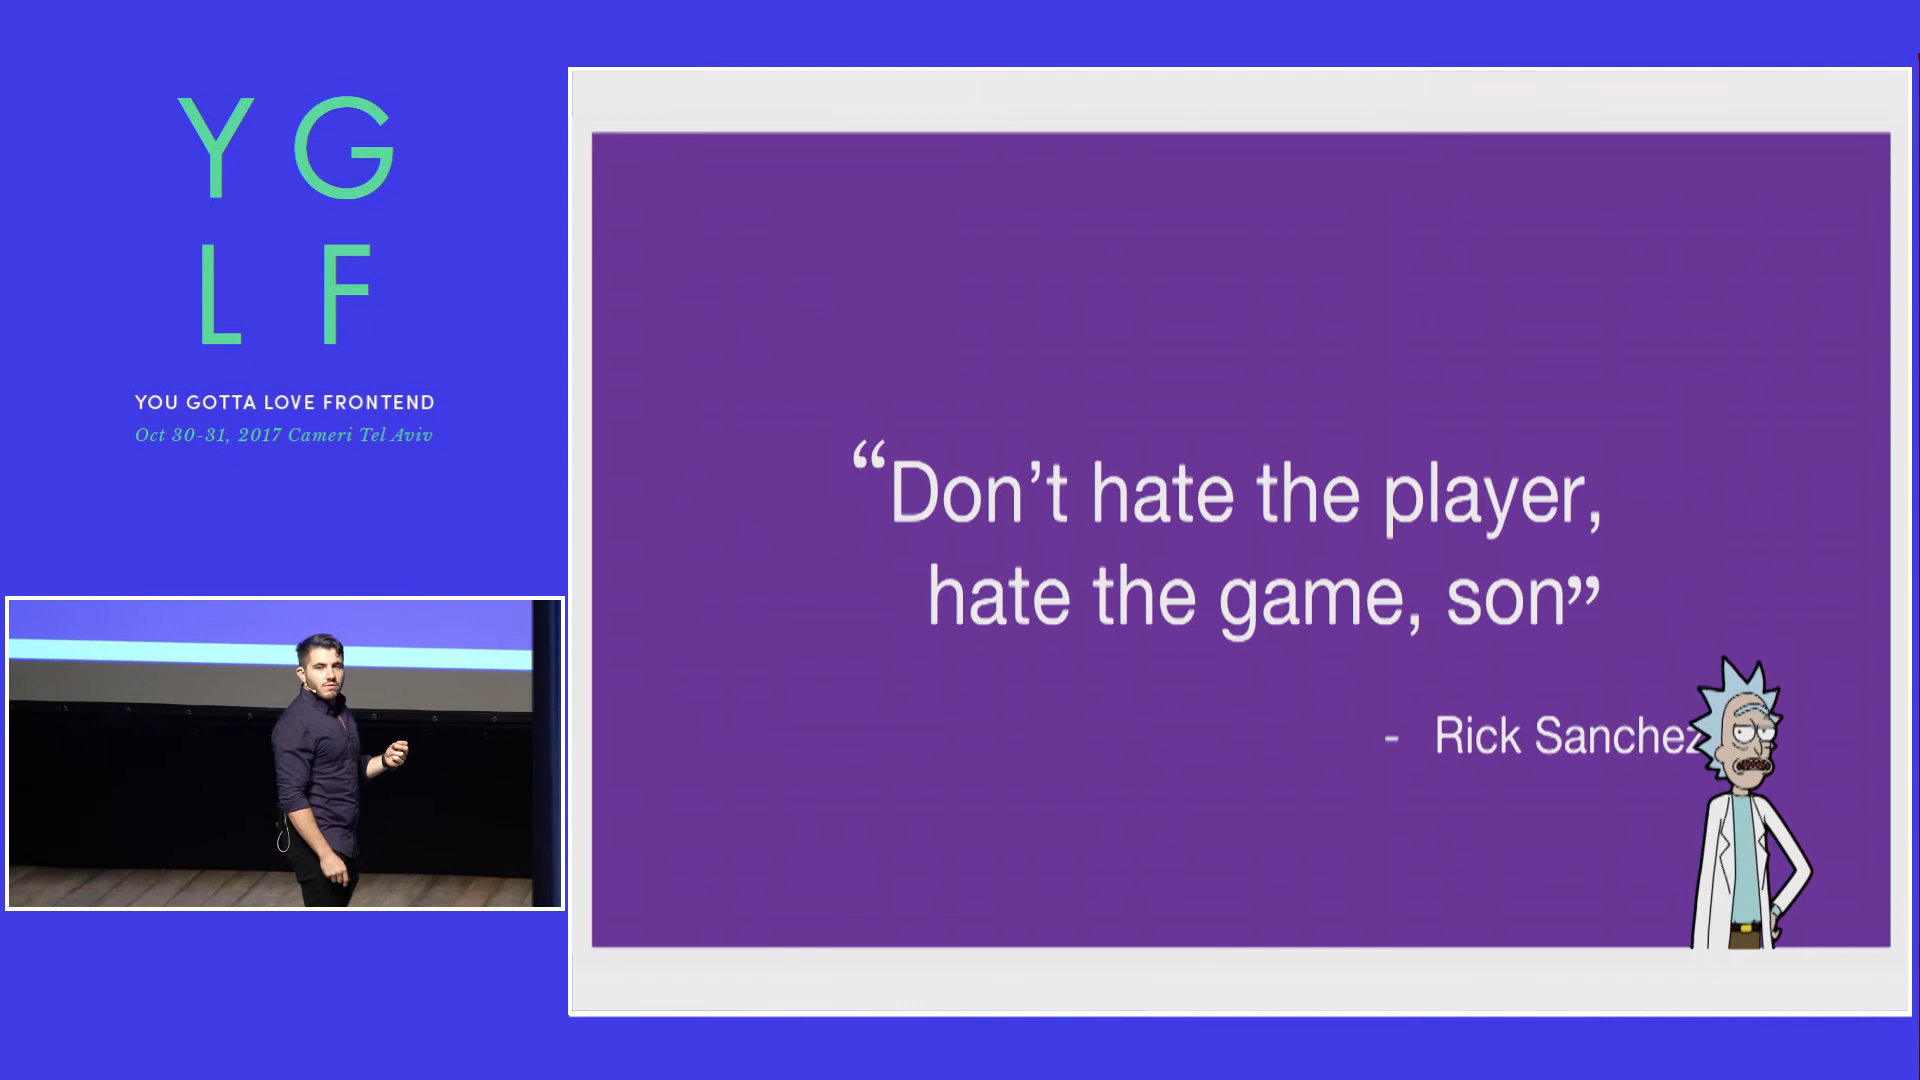 Y G
L F
YOU GOTTA LOVE FRONTEND
Oct 30-31, 2017 Cameri Tel Aviv
“Don’t hate the player,
hate the game, son”
- Rick Sanchez